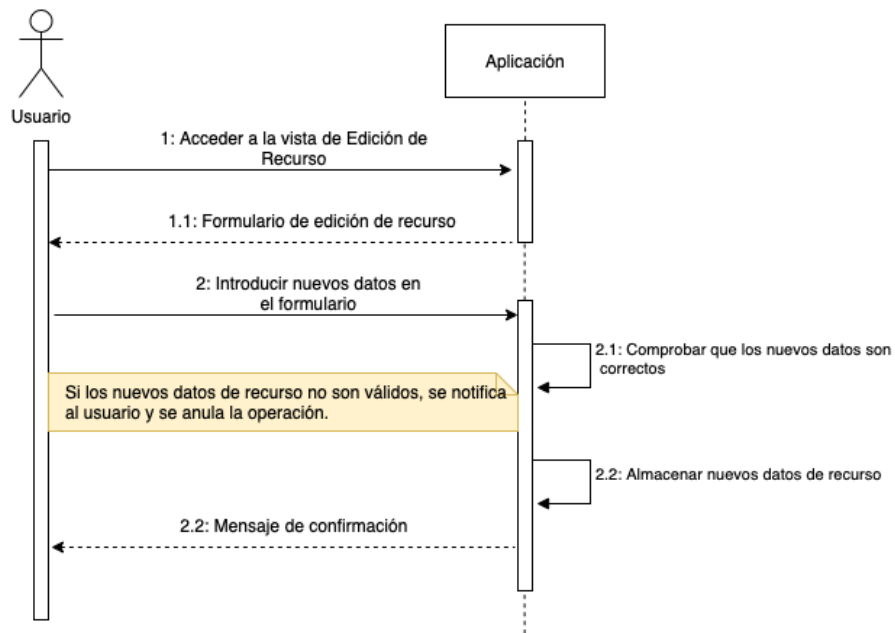 Aplicación
Usuario
1: Acceder a la vista de Edición de
Recurso
1.1: Formulario de edición de recurso
2: Introducir nuevos datos en
el formulario
2.1: Comprobar que los nuevos datos son
correctos
Si los nuevos datos de recurso no son válidos, se notifica
al usuario y se anula la operación.
2.2: Almacenar nuevos datos de recurso
2.2: Mensaje de confirmación